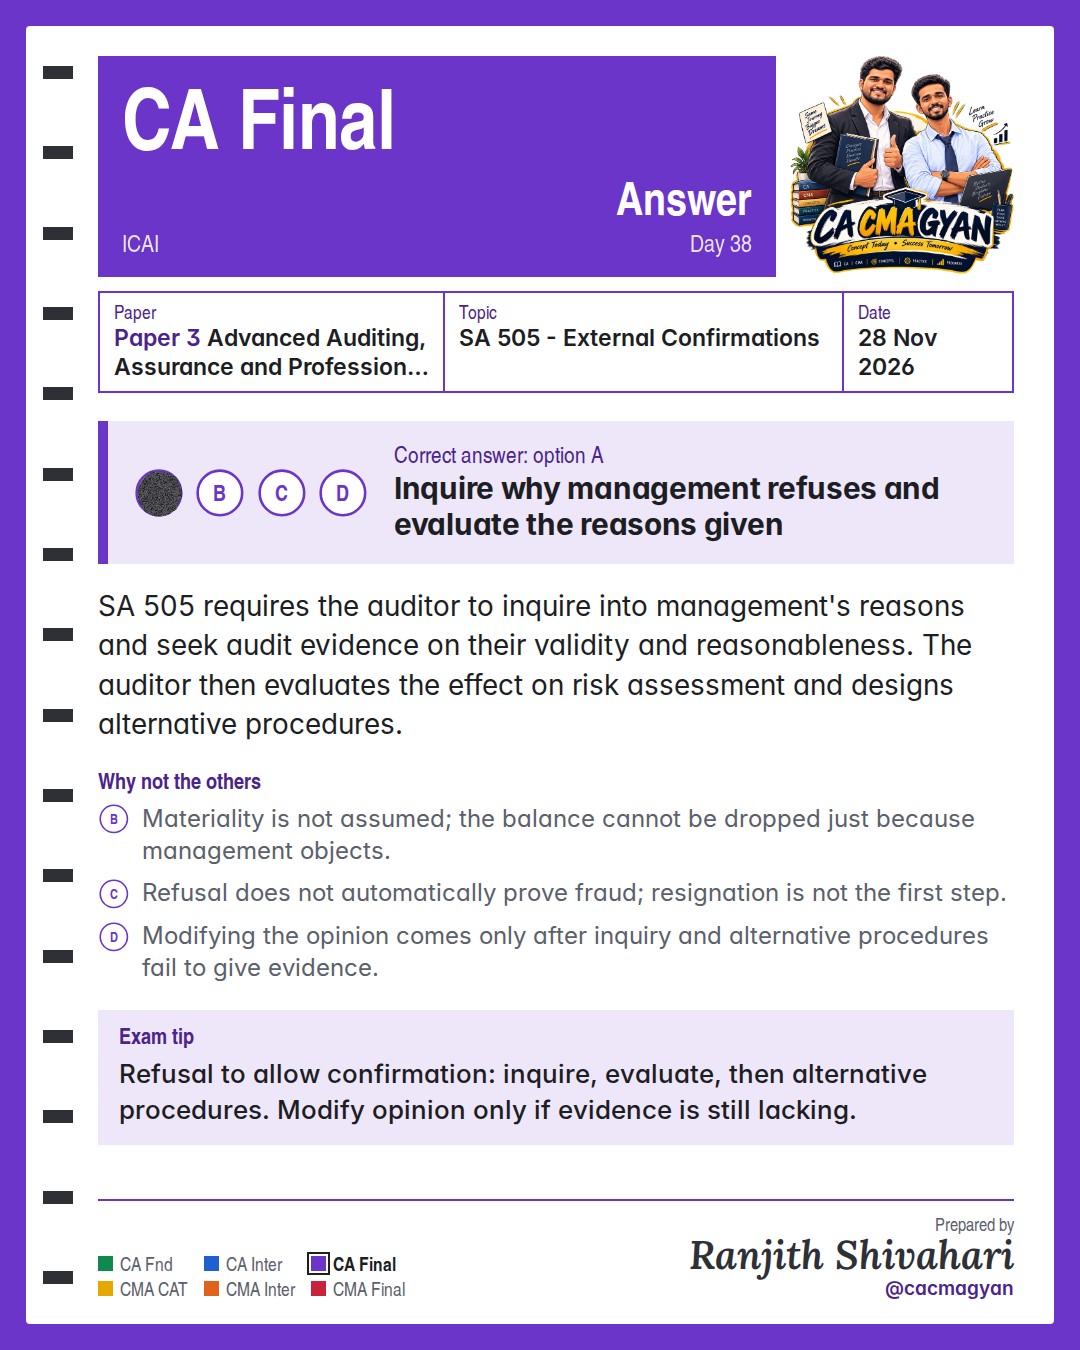 CA Final
Answer
ICAI
Day 38
CA CMA GYAN
Concept Today • Success Tomorrow
Learn
Practice
Grow
Paper
Paper 3 Advanced Auditing,
Assurance and Profession...
Topic
SA 505 - External Confirmations
Date
28 Nov
2026
B C D
Correct answer: option A
Inquire why management refuses and
evaluate the reasons given
SA 505 requires the auditor to inquire into management's reasons
and seek audit evidence on their validity and reasonableness. The
auditor then evaluates the effect on risk assessment and designs
alternative procedures.
Why not the others
B Materiality is not assumed; the balance cannot be dropped just because
management objects.
C Refusal does not automatically prove fraud; resignation is not the first step.
D Modifying the opinion comes only after inquiry and alternative procedures
fail to give evidence.
Exam tip
Refusal to allow confirmation: inquire, evaluate, then alternative
procedures. Modify opinion only if evidence is still lacking.
CA Fnd CA Inter CA Final
CMA CAT CMA Inter CMA Final
Prepared by
Ranjith Shivahari
@cacmagyan